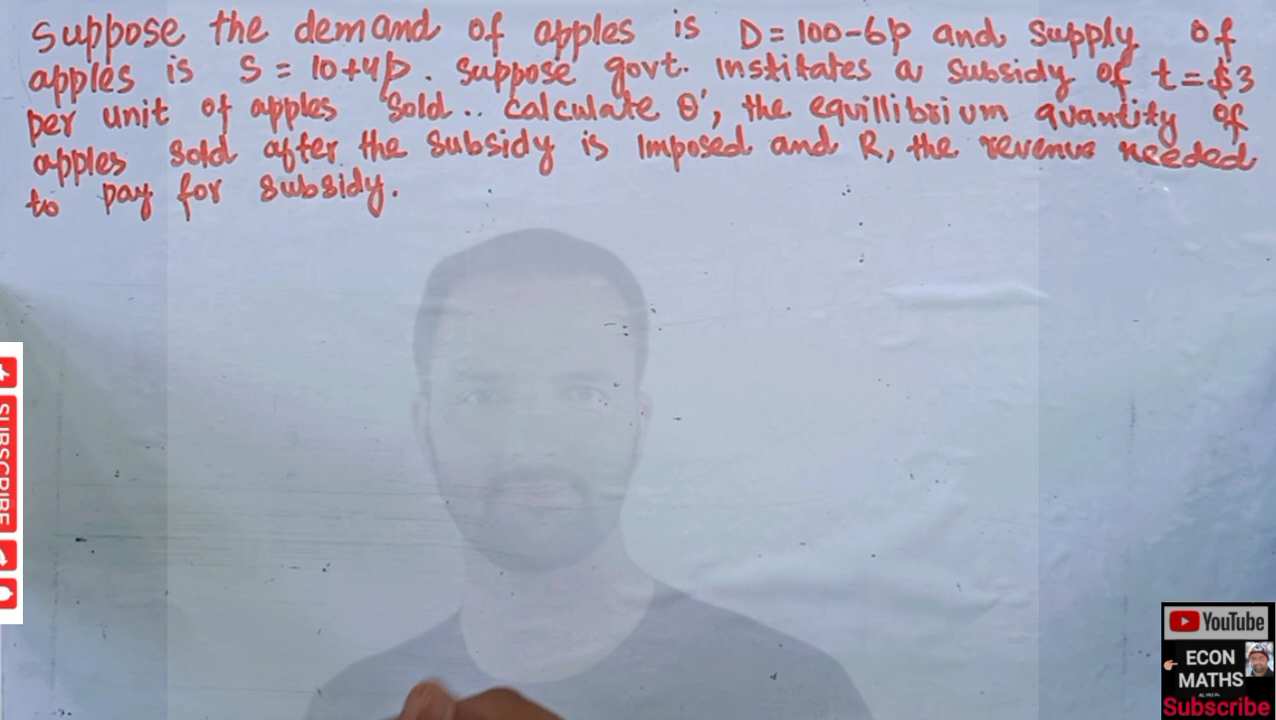 Suppose the demand of apples is D = 100-6p and supply of
apples is S = 10+4p. Suppose govt. institates a subsidy of t = $3
per unit of apples sold.. calculate Q', the equillibrium quantity of
apples sold after the subsidy is imposed and R, the revenue needed
to pay for subsidy.
SUBSCRIBE
YouTube
ECON
MATHS
Subscribe